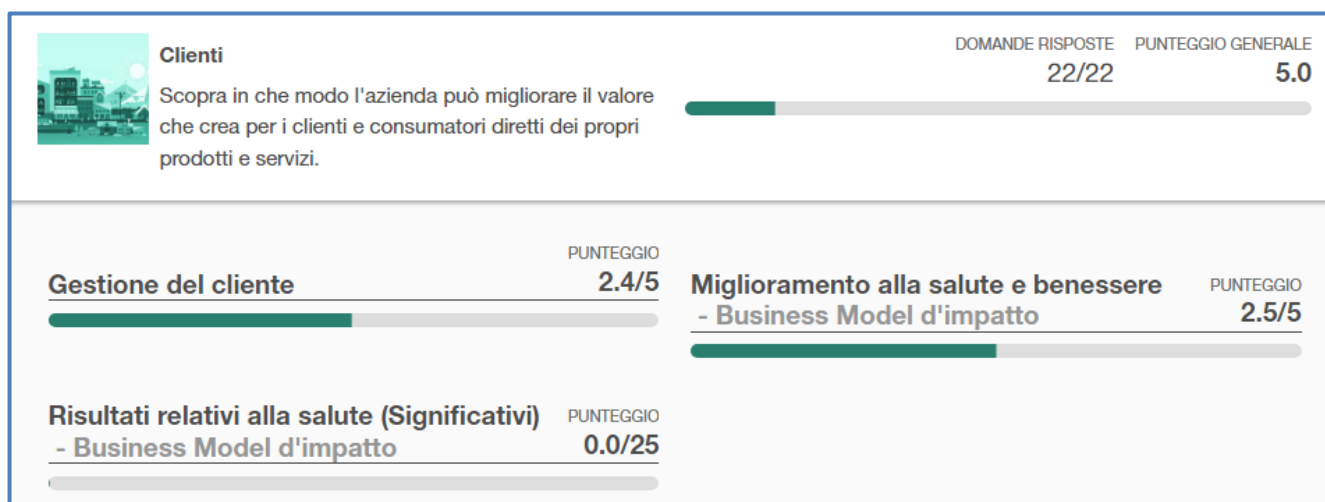 Clienti
Scopra in che modo l'azienda può migliorare il valore
che crea per i clienti e consumatori diretti dei propri
prodotti e servizi.
DOMANDE RISPOSTE PUNTEGGIO GENERALE
22/22 5.0
PUNTEGGIO
Gestione del cliente 2.4/5
Miglioramento alla salute e benessere PUNTEGGIO
- Business Model d'impatto 2.5/5
Risultati relativi alla salute (Significativi) PUNTEGGIO
- Business Model d'impatto 0.0/25